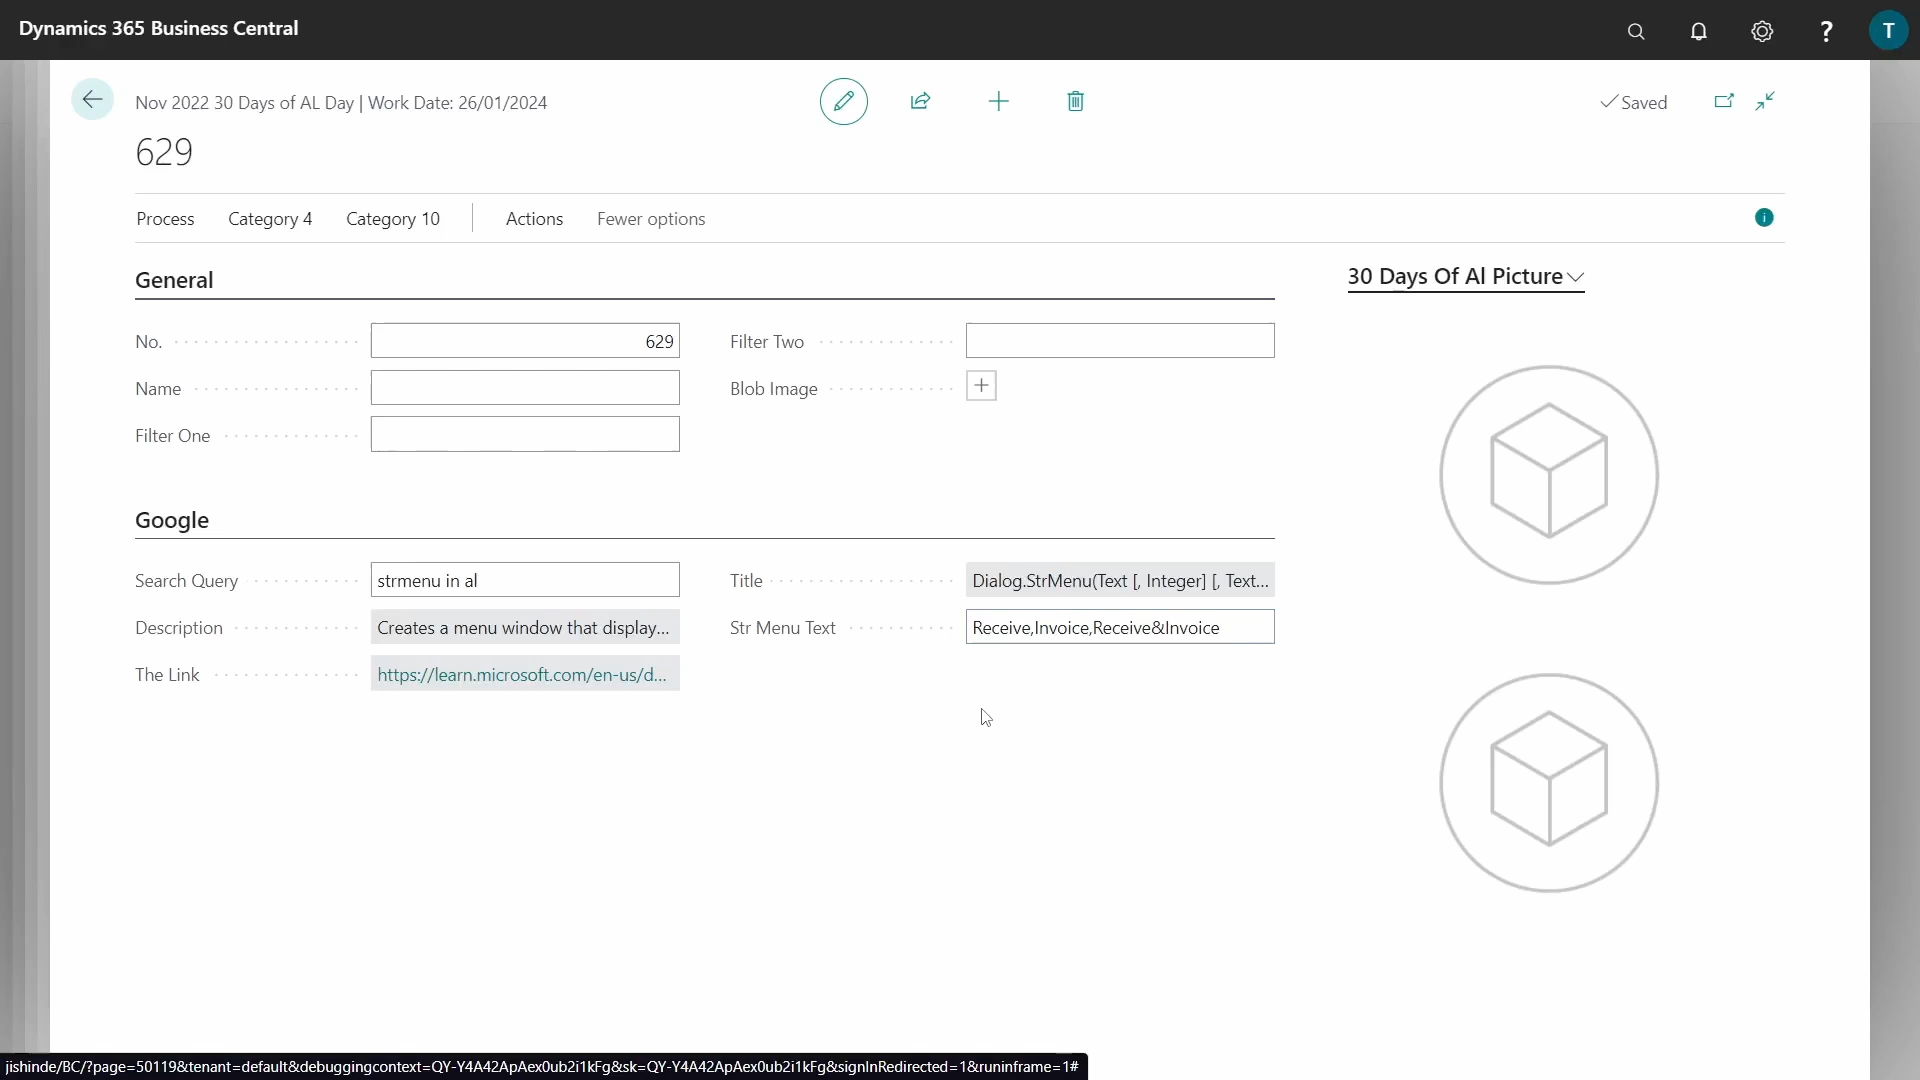 Dynamics 365 Business Central
?
T
Nov 2022 30 Days of AL Day | Work Date: 26/01/2024
Saved
629
Process
Category 4
Category 10
Actions
Fewer options
i
General
30 Days Of Al Picture
No.
629
Filter Two
Name
Blob Image
Filter One
Google
Search Query
strmenu in al
Title
Dialog.StrMenu(Text [, Integer] [, Text...
Description
Creates a menu window that display...
Str Menu Text
Receive,Invoice,Receive&Invoice
The Link
https://learn.microsoft.com/en-us/d...
jishinde/BC/?page=50119&tenant=default&debuggingcontext=QY-Y4A42ApAex0ub2i1kFg&sk=QY-Y4A42ApAex0ub2i1kFg&signInRedirected=1&runinframe=1#